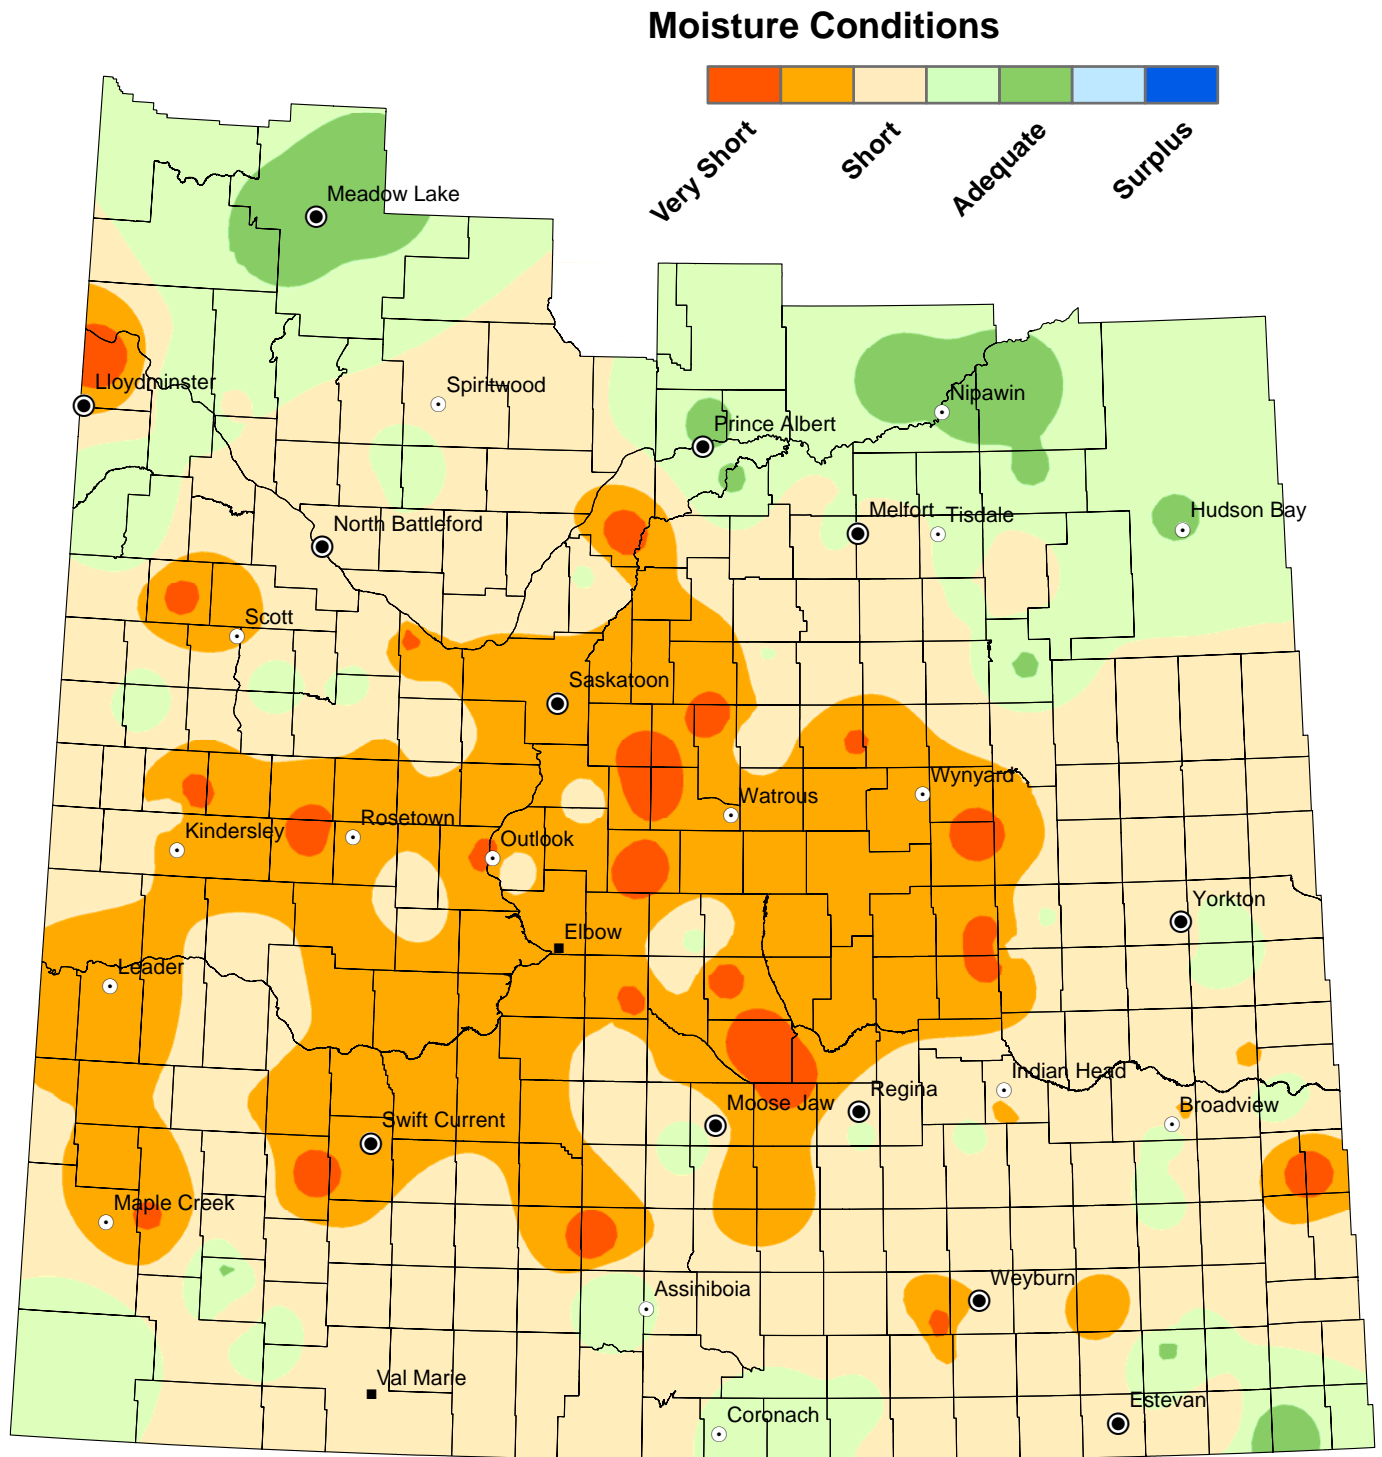 Moisture Conditions
Very Short
Short
Adequate
Surplus
Meadow Lake
Lloydminster
Spiritwood
Nipawin
Prince Albert
Hudson Bay
Melfort
Tisdale
North Battleford
Scott
Saskatoon
Wynyard
Watrous
Rosetown
Kindersley
Outlook
Yorkton
Elbow
Leader
Indian Head
Regina
Moose Jaw
Broadview
Swift Current
Maple Creek
Weyburn
Assiniboia
Val Marie
Estevan
Coronach